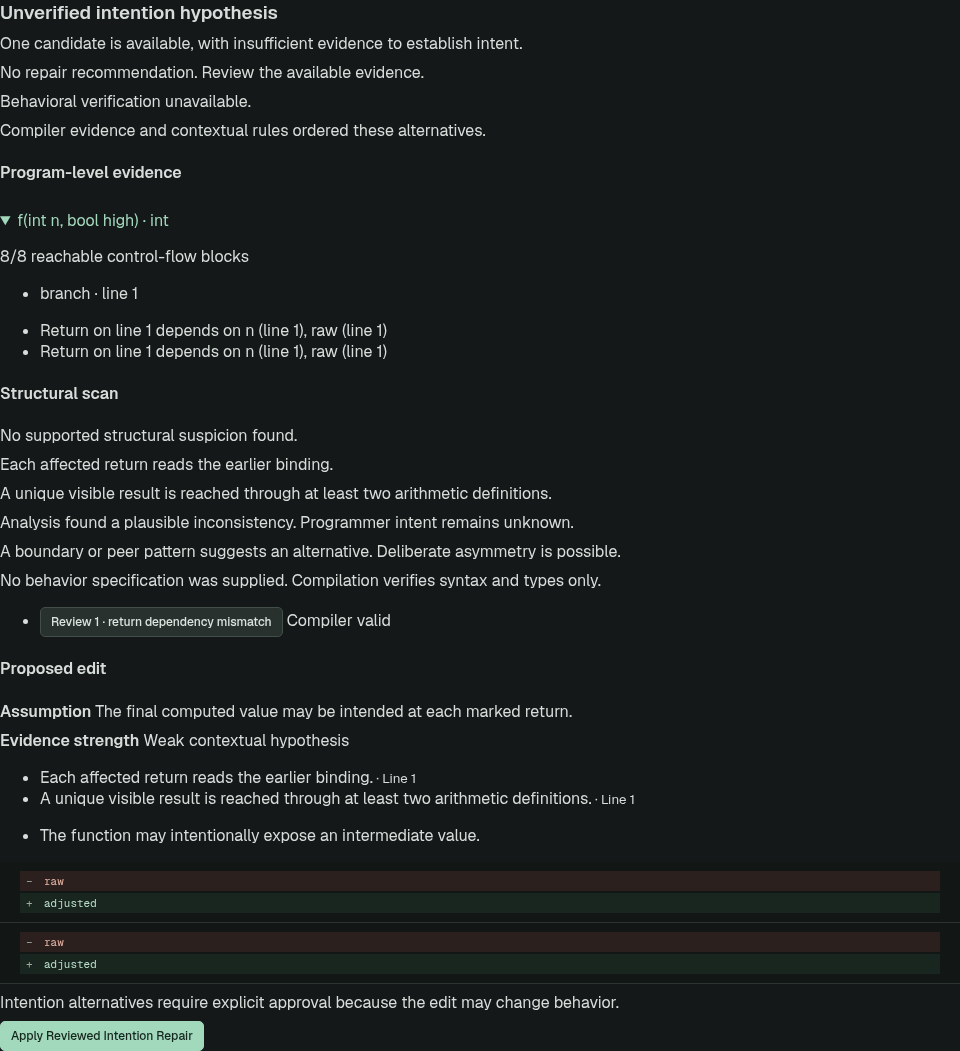 Unverified intention hypothesis
One candidate is available, with insufficient evidence to establish intent.
No repair recommendation. Review the available evidence.
Behavioral verification unavailable.
Compiler evidence and contextual rules ordered these alternatives.
Program-level evidence
▼ f(int n, bool high) · int
8/8 reachable control-flow blocks
• branch · line 1
• Return on line 1 depends on n (line 1), raw (line 1)
• Return on line 1 depends on n (line 1), raw (line 1)
Structural scan
No supported structural suspicion found.
Each affected return reads the earlier binding.
A unique visible result is reached through at least two arithmetic definitions.
Analysis found a plausible inconsistency. Programmer intent remains unknown.
A boundary or peer pattern suggests an alternative. Deliberate asymmetry is possible.
No behavior specification was supplied. Compilation verifies syntax and types only.
• Review 1 · return dependency mismatch Compiler valid
Proposed edit
Assumption The final computed value may be intended at each marked return.
Evidence strength Weak contextual hypothesis
• Each affected return reads the earlier binding. · Line 1
• A unique visible result is reached through at least two arithmetic definitions. · Line 1
• The function may intentionally expose an intermediate value.
− raw
+ adjusted
− raw
+ adjusted
Intention alternatives require explicit approval because the edit may change behavior.
Apply Reviewed Intention Repair